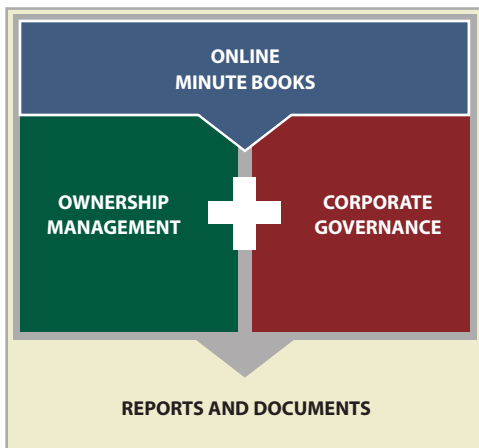 ONLINE
MINUTE BOOKS
OWNERSHIP
MANAGEMENT
CORPORATE
GOVERNANCE
REPORTS AND DOCUMENTS